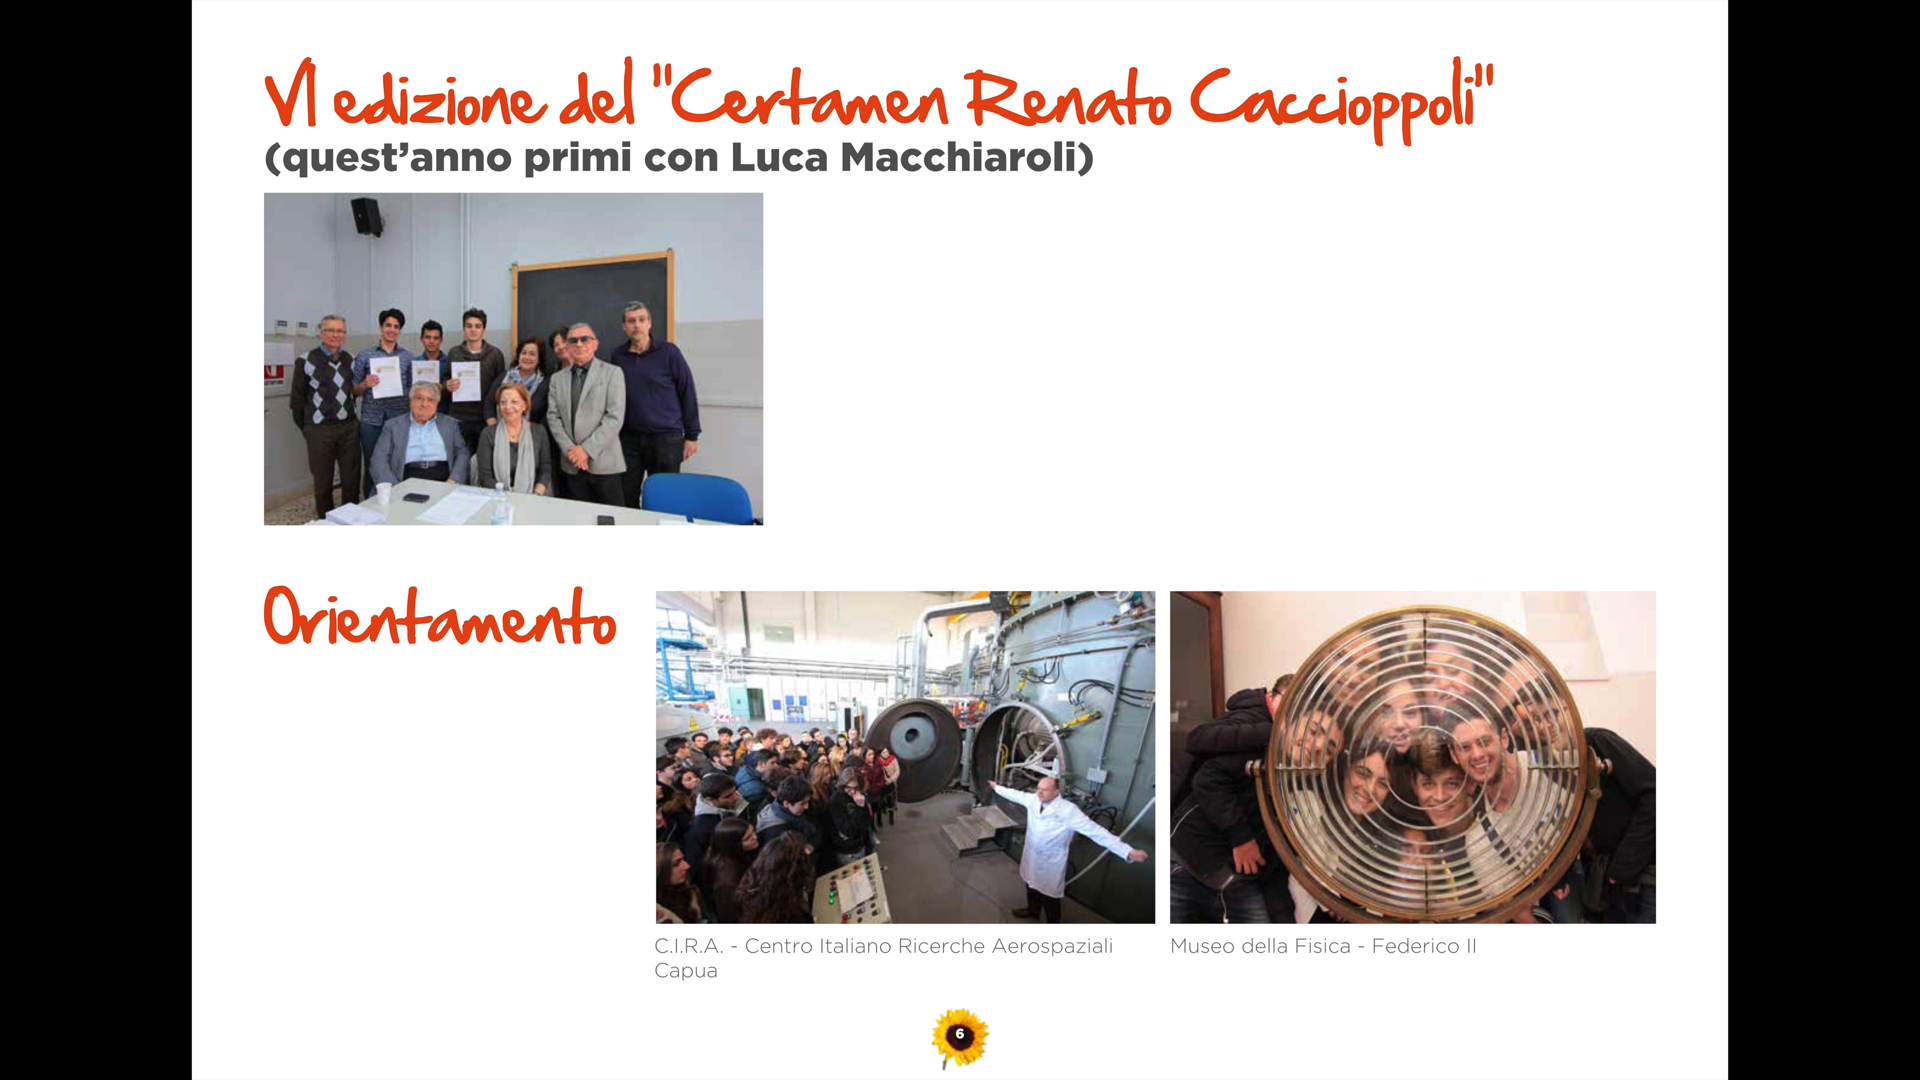 VI edizione del "Certamen Renato Caccioppoli"
(quest’anno primi con Luca Macchiaroli)
Orientamento
C.I.R.A. - Centro Italiano Ricerche Aerospaziali
Capua
Museo della Fisica - Federico II
6